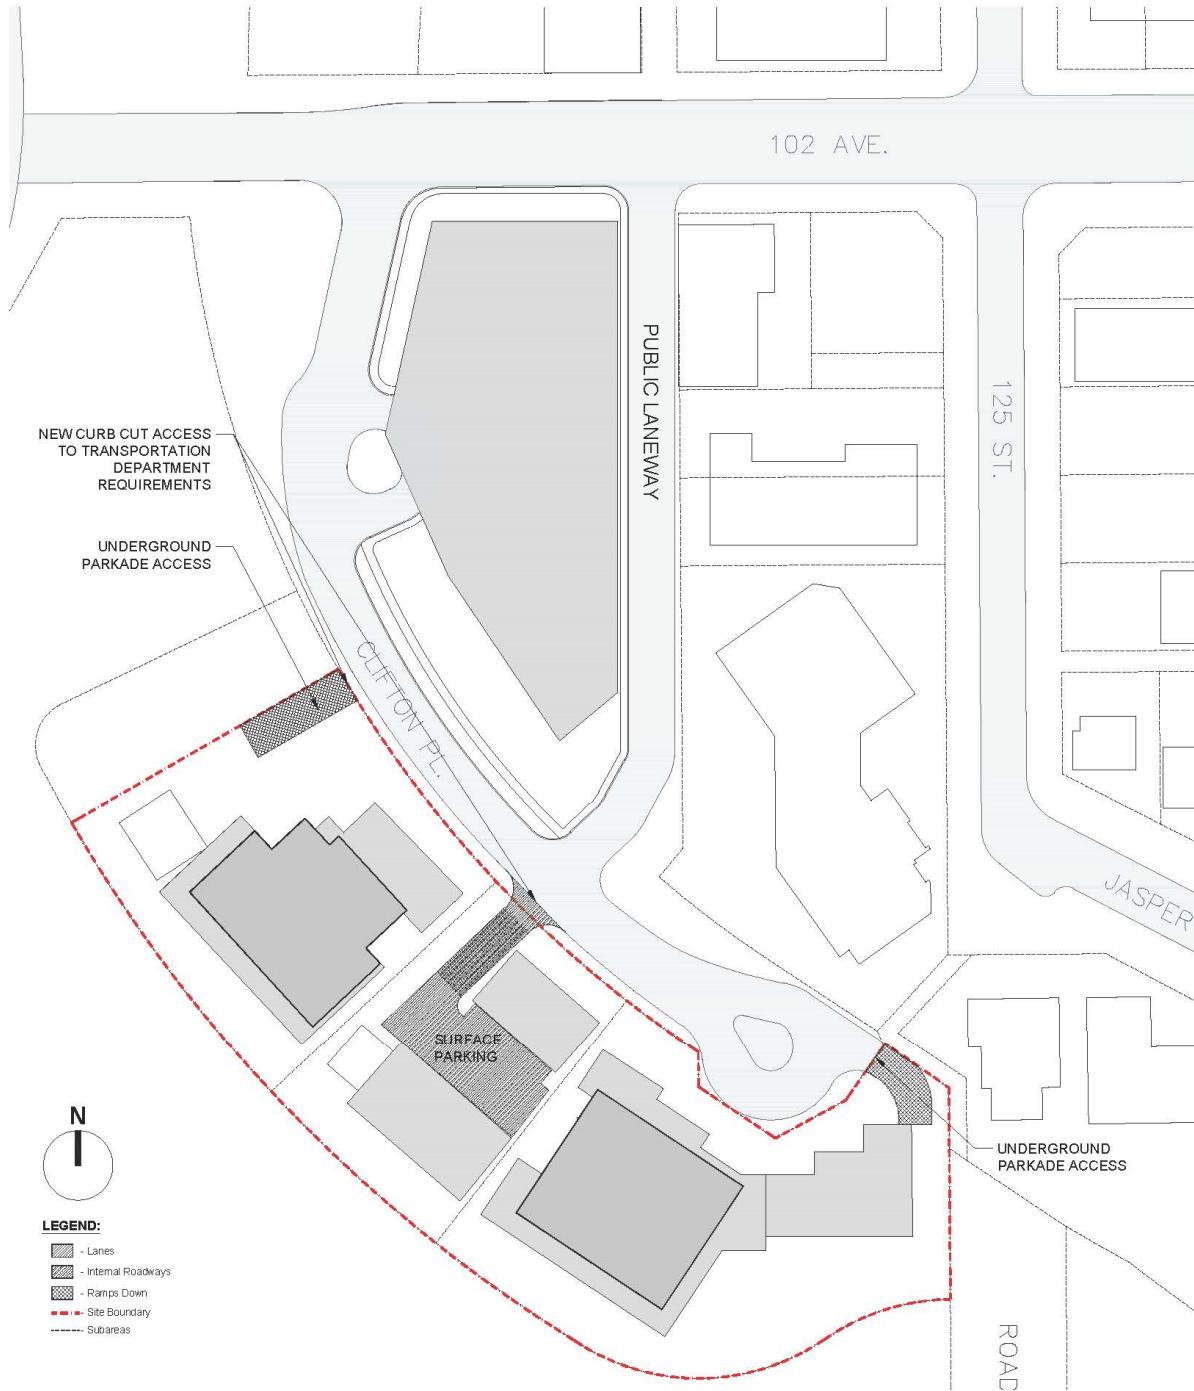 102 AVE.
PUBLIC LANEWAY
125 ST.
NEW CURB CUT ACCESS
TO TRANSPORTATION
DEPARTMENT
REQUIREMENTS
UNDERGROUND
PARKADE ACCESS
CLIFTON PL.
JASPER
SURFACE
PARKING
UNDERGROUND
PARKADE ACCESS
N
LEGEND:
- Lanes
- Internal Roadways
- Ramps Down
- Site Boundary
- Subareas
ROAD